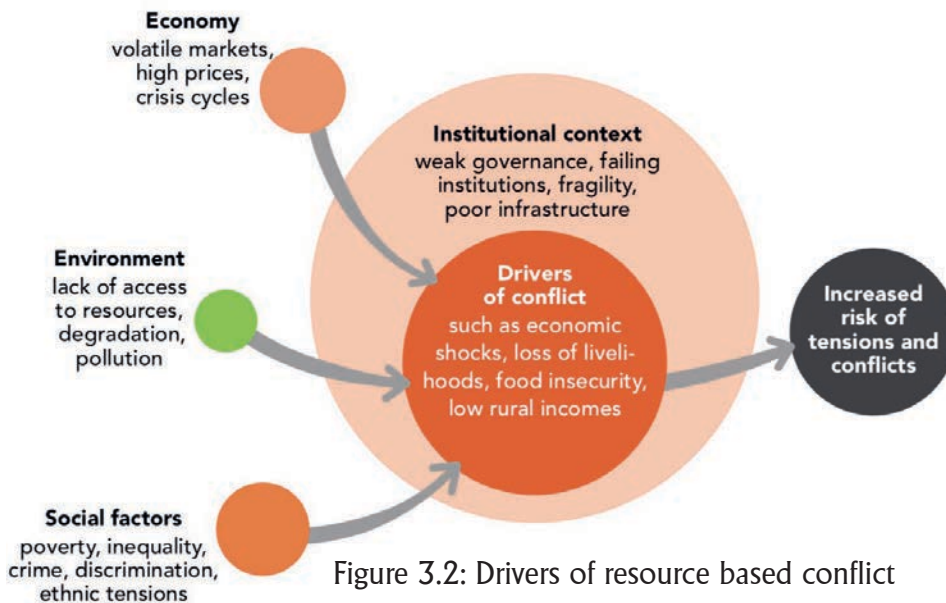 Economy
volatile markets,
high prices,
crisis cycles
Institutional context
weak governance, failing
institutions, fragility,
poor infrastructure
Environment
lack of access
to resources,
degradation,
pollution
Drivers
of conflict
such as economic
shocks, loss of liveli-
hoods, food insecurity,
low rural incomes
Increased
risk of
tensions and
conflicts
Social factors
poverty, inequality,
crime, discrimination,
ethnic tensions
Figure 3.2: Drivers of resource based conflict